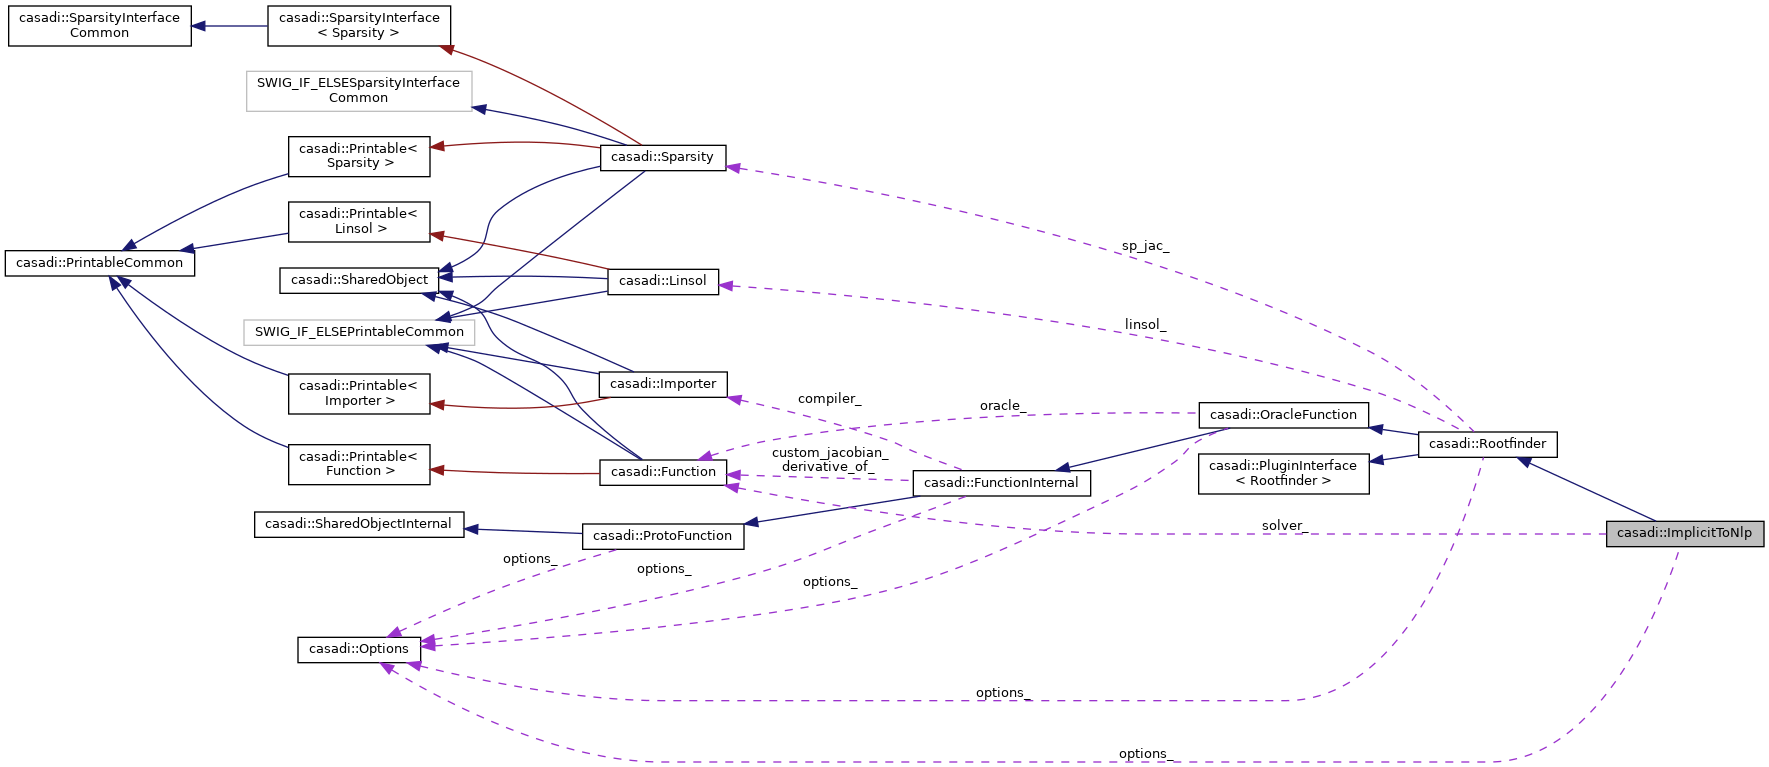 casadi::SparsityInterface
Common
casadi::SparsityInterface
< Sparsity >
SWIG_IF_ELSESparsityInterface
Common
casadi::Printable<
Sparsity >
casadi::Sparsity
casadi::Printable<
Linsol >
sp_jac_
casadi::PrintableCommon
casadi::SharedObject
casadi::Linsol
SWIG_IF_ELSEPrintableCommon
linsol_
casadi::Printable<
Importer >
casadi::Importer
compiler_
oracle_
casadi::OracleFunction
casadi::Rootfinder
casadi::Printable<
Function >
casadi::Function
custom_jacobian_
derivative_of_
casadi::FunctionInternal
casadi::PluginInterface
< Rootfinder >
casadi::SharedObjectInternal
casadi::ProtoFunction
solver_
casadi::ImplicitToNlp
options_
options_
options_
casadi::Options
options_
options_